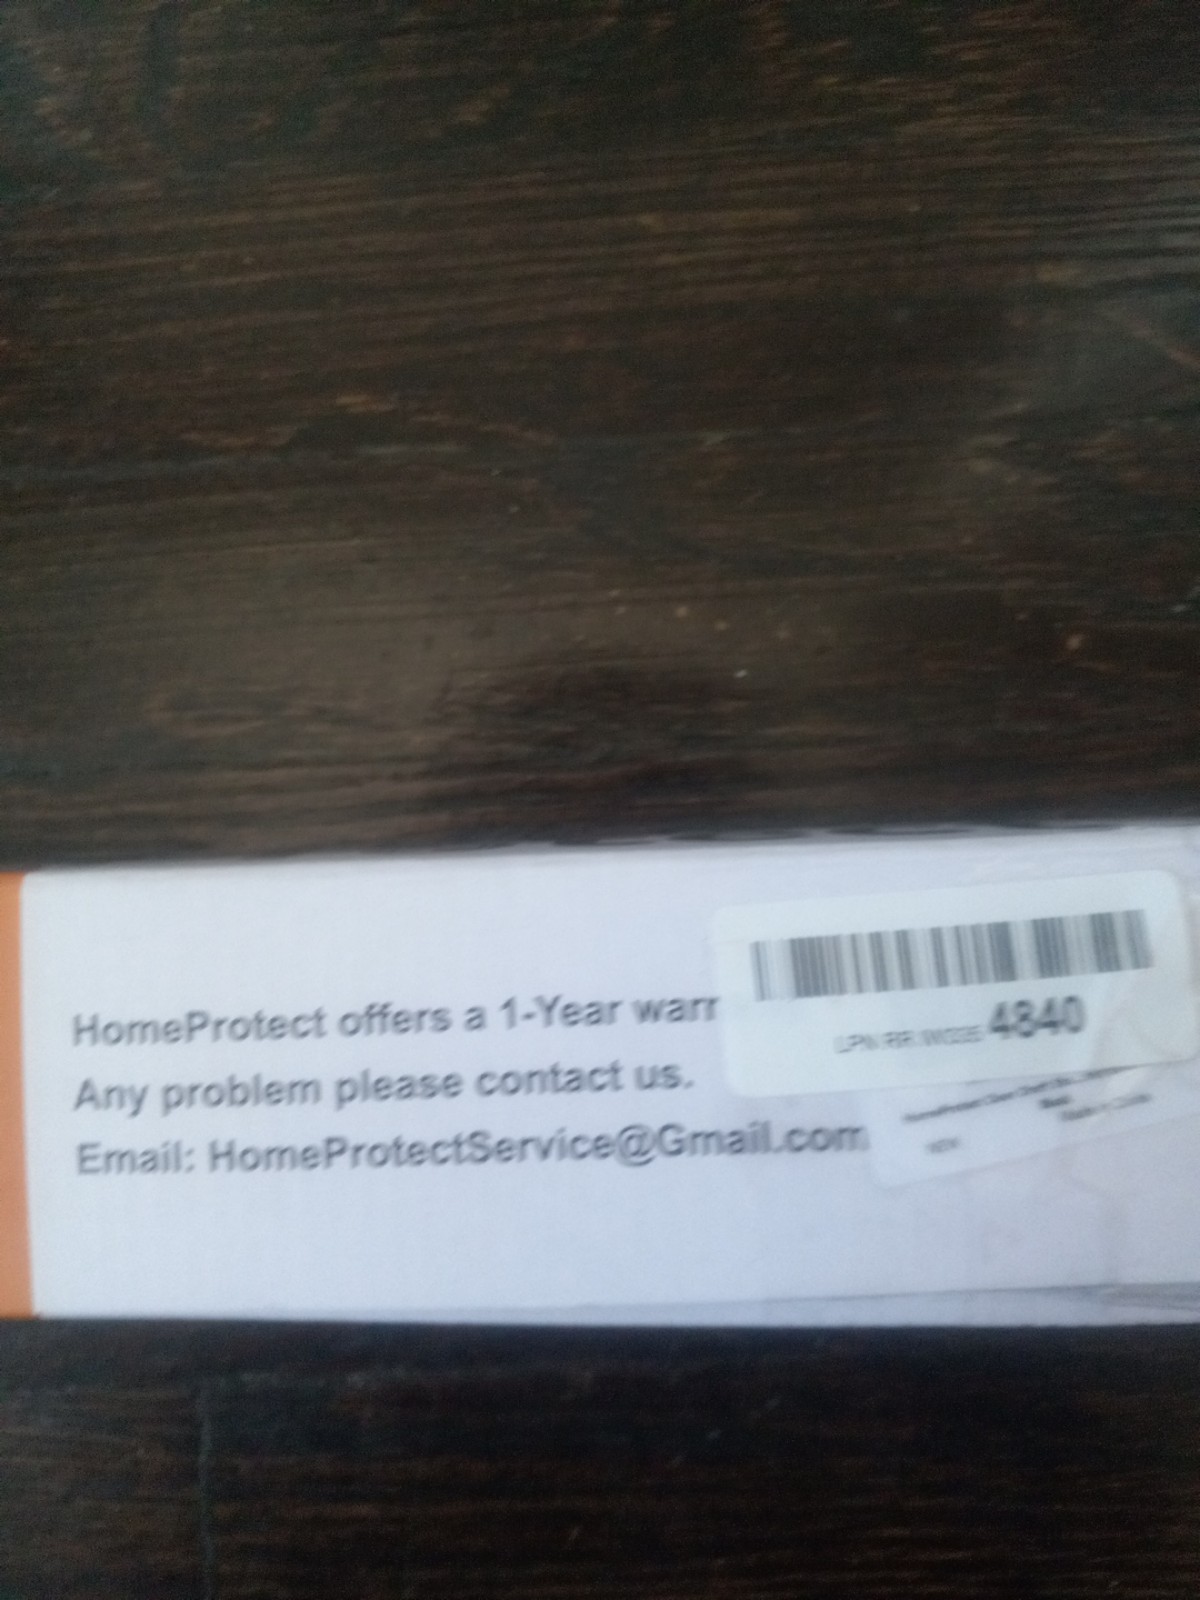 HomeProtect offers a 1-Year warr
Any problem please contact us.
Email: HomeProtectService@Gmail.com
4840